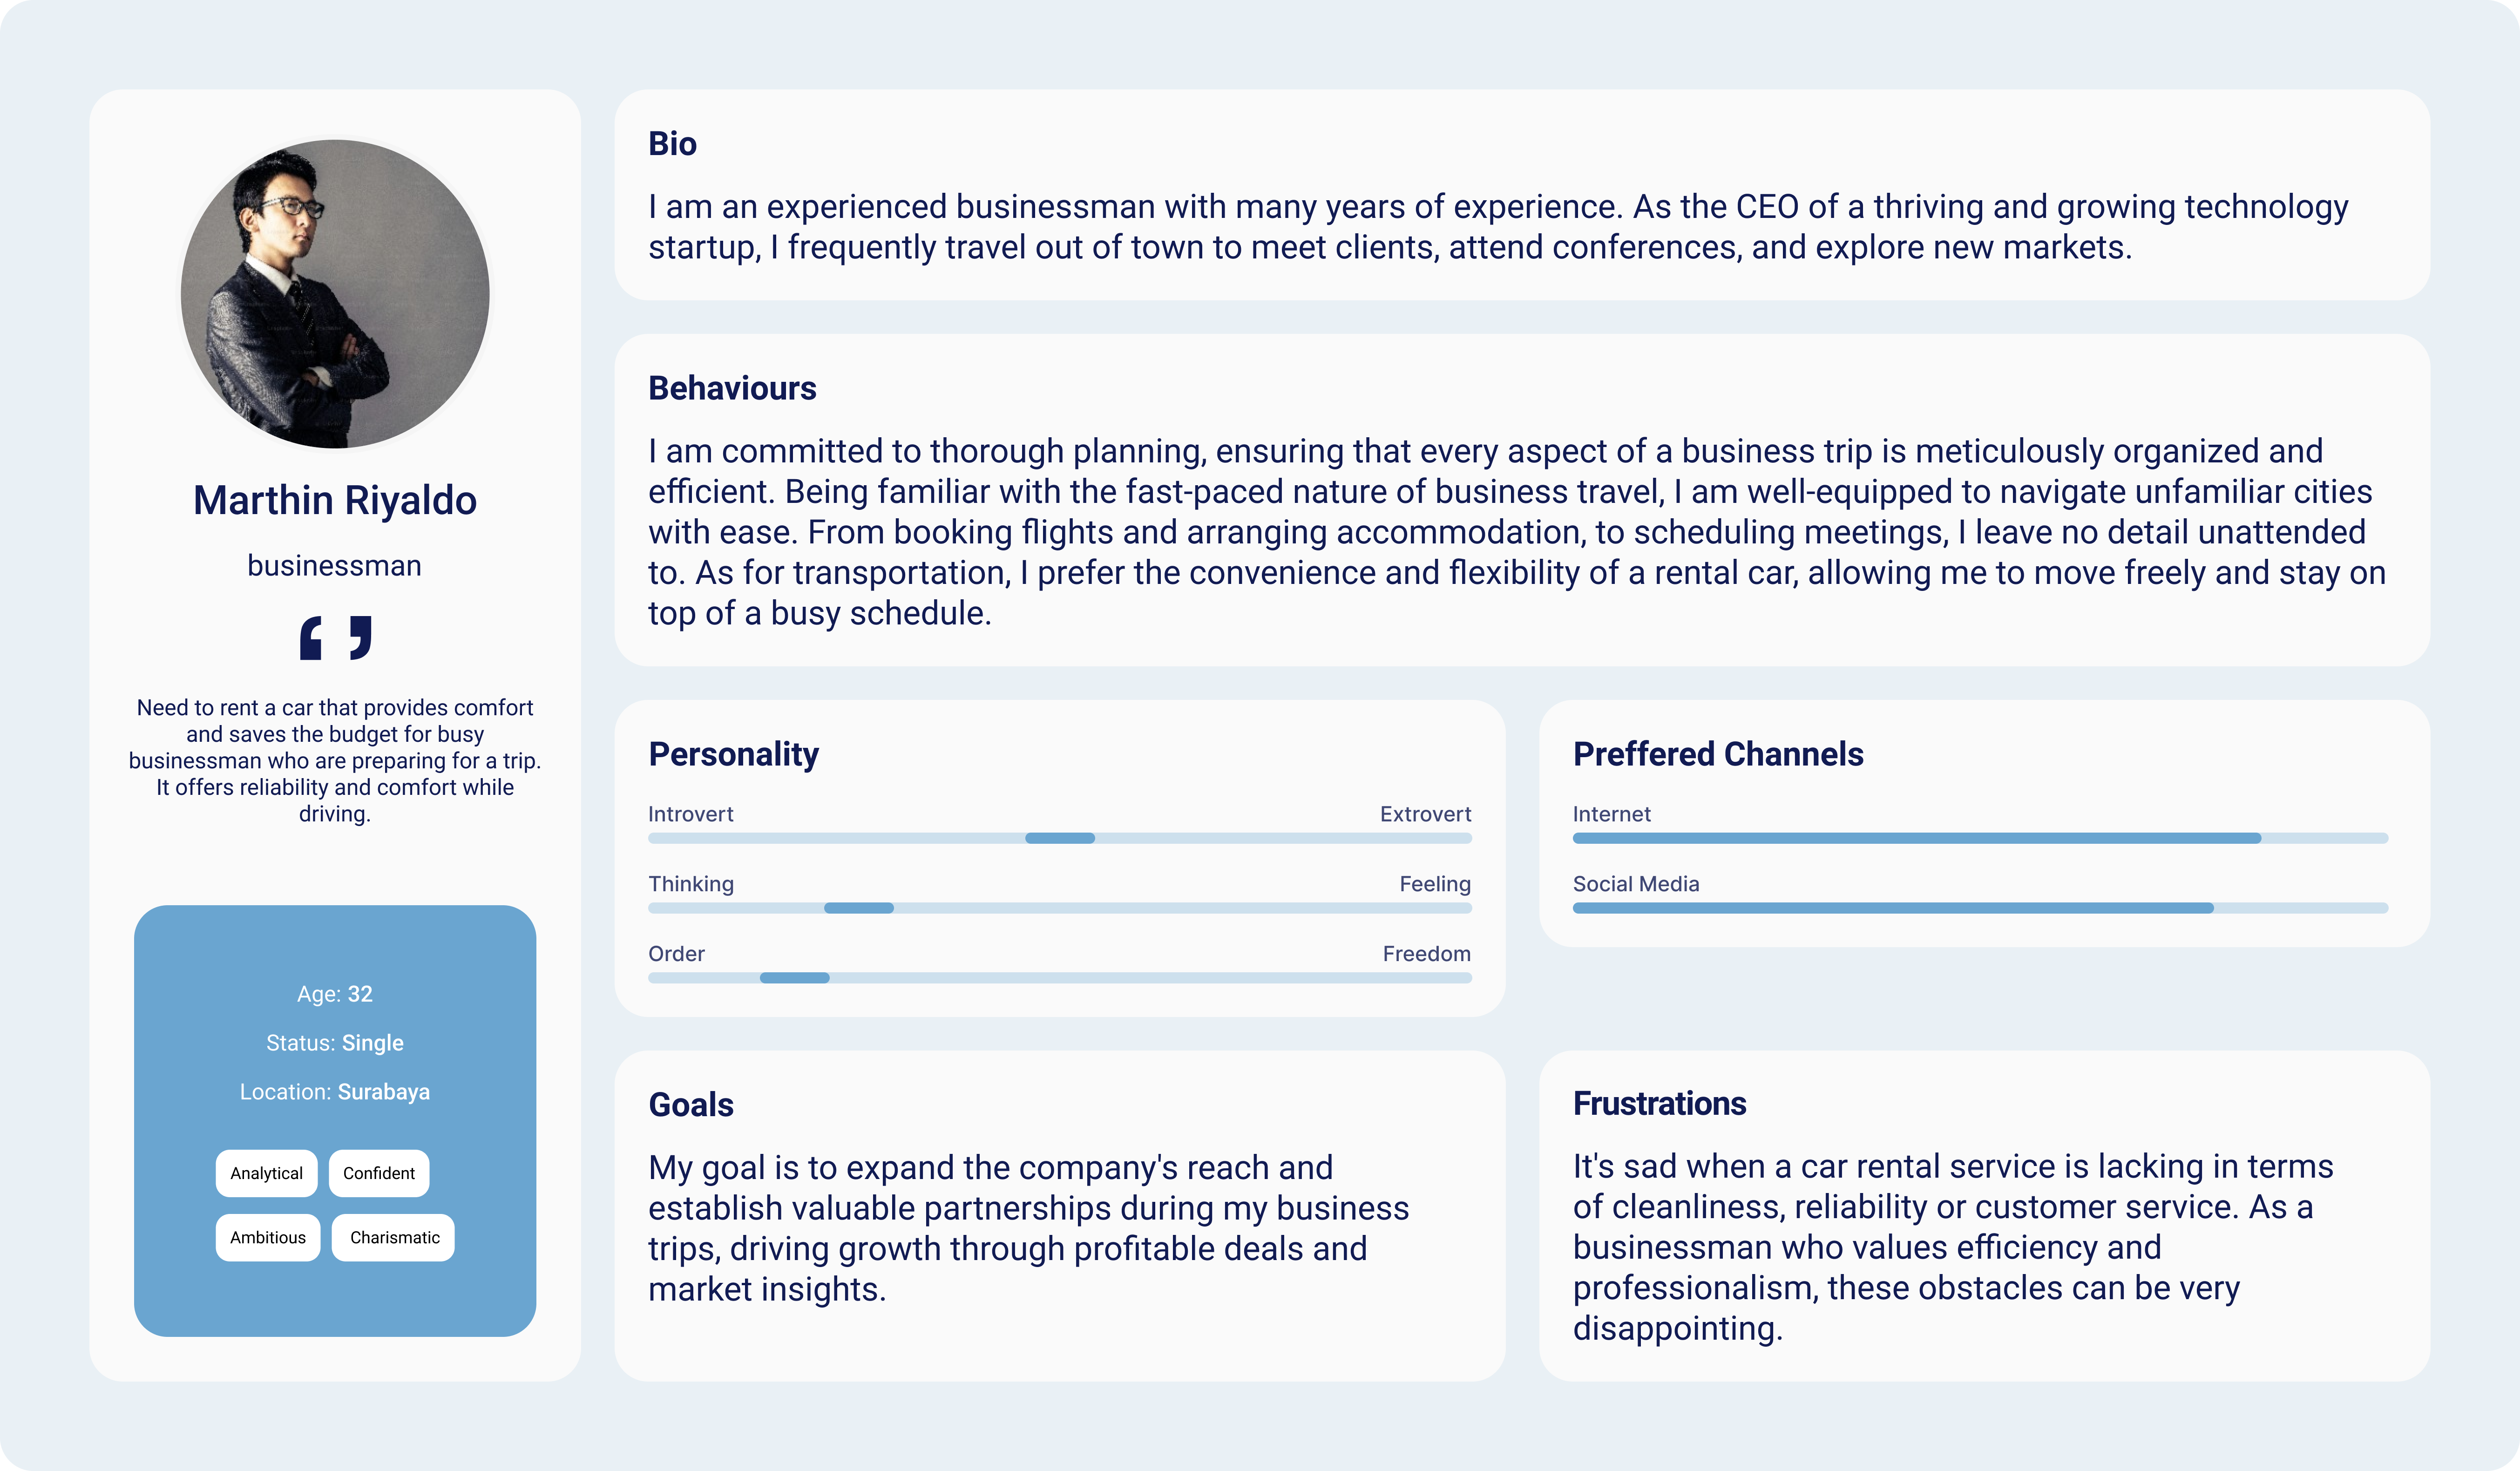 Marthin Riyaldo
businessman
Need to rent a car that provides comfort
and saves the budget for busy
businessman who are preparing for a trip.
It offers reliability and comfort while
driving.
Age: 32
Status: Single
Location: Surabaya
Analytical
Confident
Ambitious
Charismatic
Bio
I am an experienced businessman with many years of experience. As the CEO of a thriving and growing technology
startup, I frequently travel out of town to meet clients, attend conferences, and explore new markets.
Behaviours
I am committed to thorough planning, ensuring that every aspect of a business trip is meticulously organized and
efficient. Being familiar with the fast-paced nature of business travel, I am well-equipped to navigate unfamiliar cities
with ease. From booking flights and arranging accommodation, to scheduling meetings, I leave no detail unattended
to. As for transportation, I prefer the convenience and flexibility of a rental car, allowing me to move freely and stay on
top of a busy schedule.
Personality
Introvert
Extrovert
Thinking
Feeling
Order
Freedom
Preffered Channels
Internet
Social Media
Goals
My goal is to expand the company's reach and
establish valuable partnerships during my business
trips, driving growth through profitable deals and
market insights.
Frustrations
It's sad when a car rental service is lacking in terms
of cleanliness, reliability or customer service. As a
businessman who values efficiency and
professionalism, these obstacles can be very
disappointing.